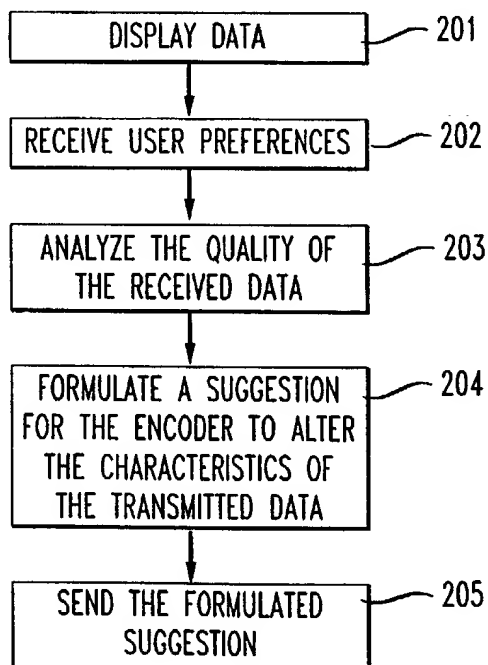 DISPLAY DATA
201
RECEIVE USER PREFERENCES
202
ANALYZE THE QUALITY OF
THE RECEIVED DATA
203
FORMULATE A SUGGESTION
FOR THE ENCODER TO ALTER
THE CHARACTERISTICS OF
THE TRANSMITTED DATA
204
SEND THE FORMULATED
SUGGESTION
205